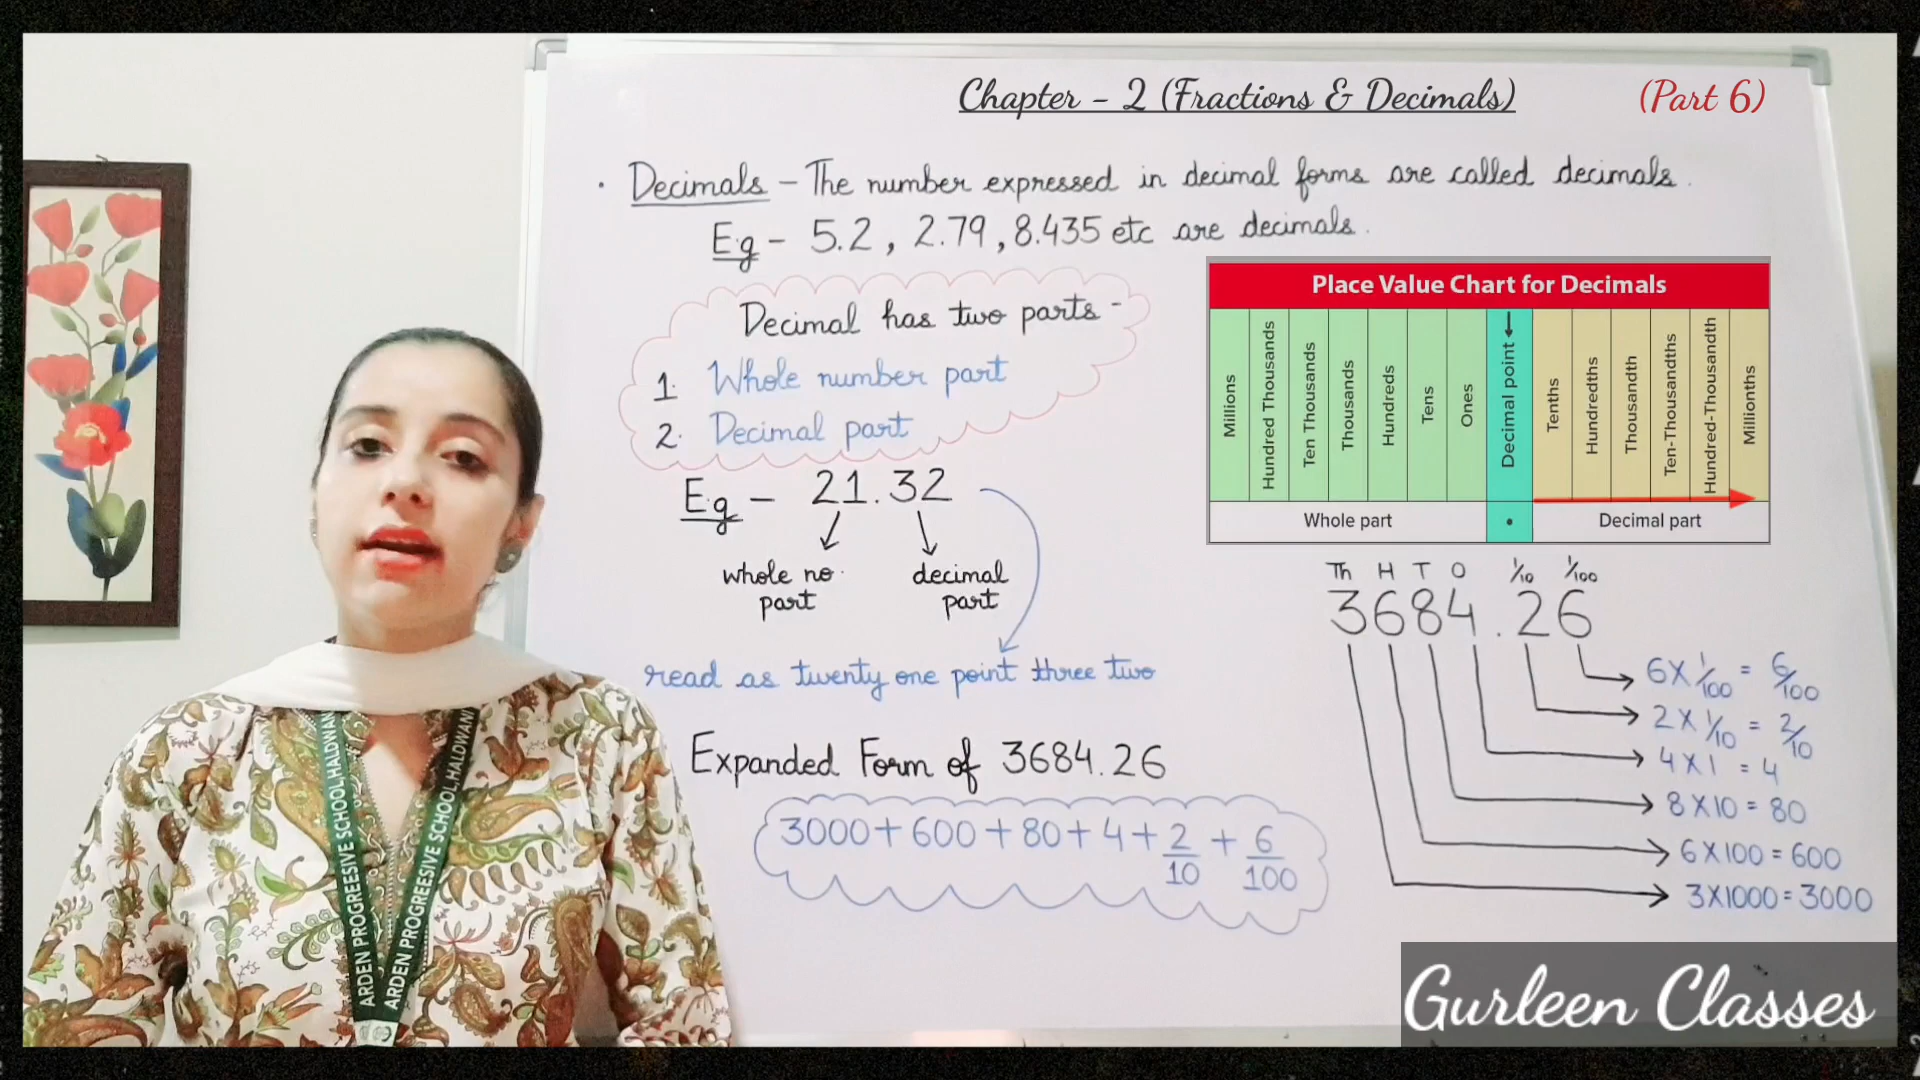 Chapter - 2 (Fractions & Decimals) (Part 6)
• Decimals - The number expressed in decimal forms are called decimals.
Eg - 5.2, 2.79, 8.435 etc are decimals.
Decimal has two parts -
1. Whole number part
2. Decimal part
Eg - 21.32
whole no. part
decimal part
read as twenty one point three two
Expanded Form of 3684.26
3000 + 600 + 80 + 4 + 2/10 + 6/100
Place Value Chart for Decimals
Millions
Hundred Thousands
Ten Thousands
Thousands
Hundreds
Tens
Ones
Decimal point
Tenths
Hundredths
Thousandth
Ten-Thousandths
Hundred-Thousandth
Millionths
Whole part • Decimal part
Th H T O 1/10 1/100
3684.26
6 X 1/100 = 6/100
2 X 1/10 = 2/10
4 X 1 = 4
8 X 10 = 80
6 X 100 = 600
3 X 1000 = 3000
ARDEN PROGREESIVE SCHOOL,HALDWANI
ARDEN PROGREESIVE SCHOOL,HALDWANI
Gurleen Classes